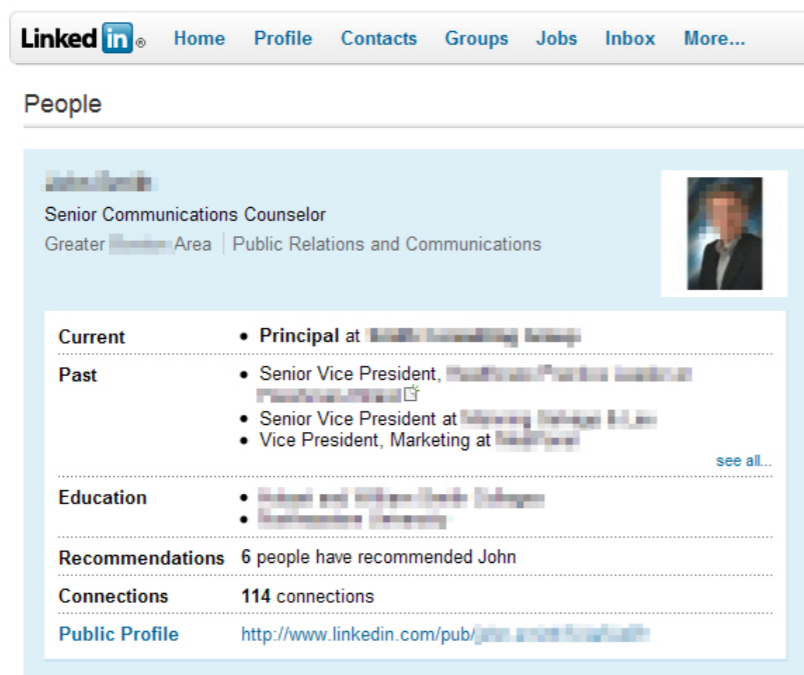 Linked in ® Home Profile Contacts Groups Jobs Inbox More...
People
Senior Communications Counselor
Greater Area | Public Relations and Communications
Current • Principal at
Past • Senior Vice President,
• Senior Vice President at
• Vice President, Marketing at
see all...
Education
Recommendations 6 people have recommended John
Connections 114 connections
Public Profile http://www.linkedin.com/pub/